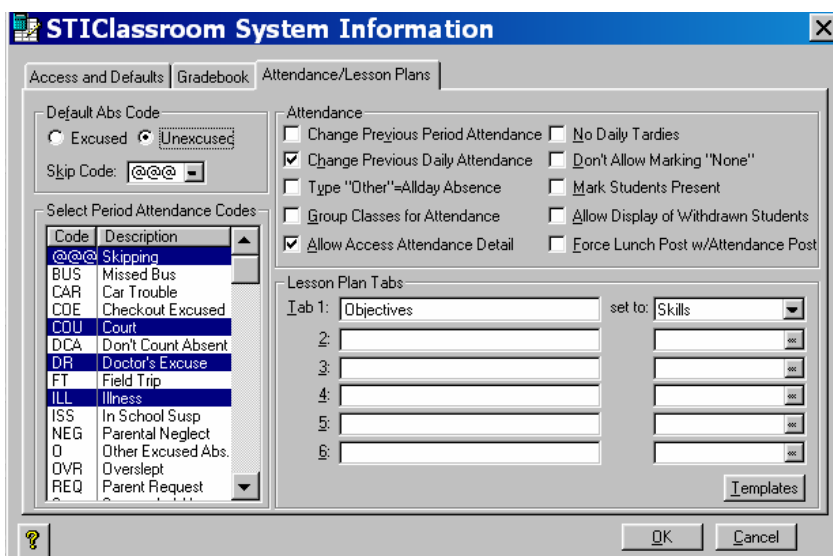 STIClassroom System Information
Access and Defaults Gradebook Attendance/Lesson Plans
Default Abs Code
Excused Unexcused
Skip Code: @@@
Select Period Attendance Codes
Code Description
@@@ Skipping
BUS Missed Bus
CAR Car Trouble
COE Checkout Excused
COU Court
DCA Don't Count Absent
DR Doctor's Excuse
FT Field Trip
ILL Illness
ISS In School Susp
NEG Parental Neglect
O Other Excused Abs.
OVR Overslept
REQ Parent Request
Attendance
Change Previous Period Attendance
Change Previous Daily Attendance
Type "Other"=Allday Absence
Group Classes for Attendance
Allow Access Attendance Detail
No Daily Tardies
Don't Allow Marking "None"
Mark Students Present
Allow Display of Withdrawn Students
Force Lunch Post w/Attendance Post
Lesson Plan Tabs
Tab 1: Objectives set to: Skills
2:
3:
4:
5:
6:
Templates
?
OK Cancel